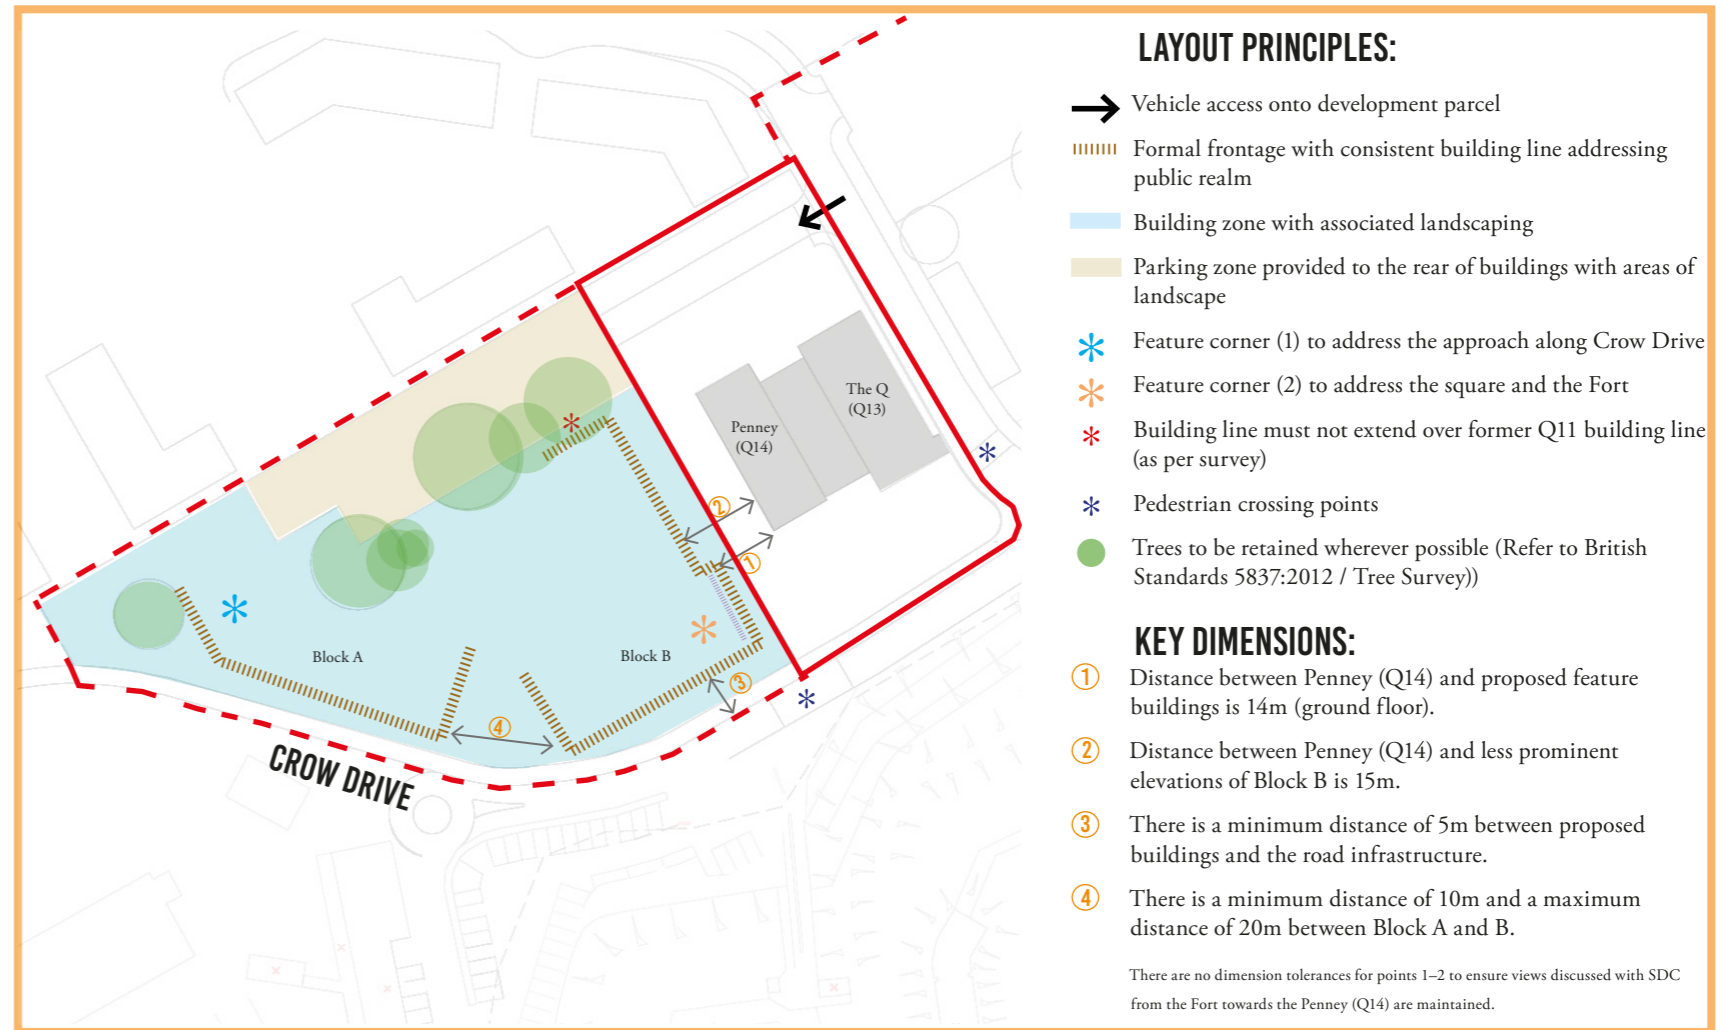 LAYOUT PRINCIPLES:
Vehicle access onto development parcel
Formal frontage with consistent building line addressing
public realm
Building zone with associated landscaping
Parking zone provided to the rear of buildings with areas of
landscape
Feature corner (1) to address the approach along Crow Drive
Feature corner (2) to address the square and the Fort
Building line must not extend over former Q11 building line
(as per survey)
Pedestrian crossing points
Trees to be retained wherever possible (Refer to British
Standards 5837:2012 / Tree Survey))
KEY DIMENSIONS:
1 Distance between Penney (Q14) and proposed feature
buildings is 14m (ground floor).
2 Distance between Penney (Q14) and less prominent
elevations of Block B is 15m.
3 There is a minimum distance of 5m between proposed
buildings and the road infrastructure.
4 There is a minimum distance of 10m and a maximum
distance of 20m between Block A and B.
There are no dimension tolerances for points 1–2 to ensure views discussed with SDC
from the Fort towards the Penney (Q14) are maintained.
The Q
(Q13)
Penney
(Q14)
2
1
Block A
Block B
3
4
CROW DRIVE